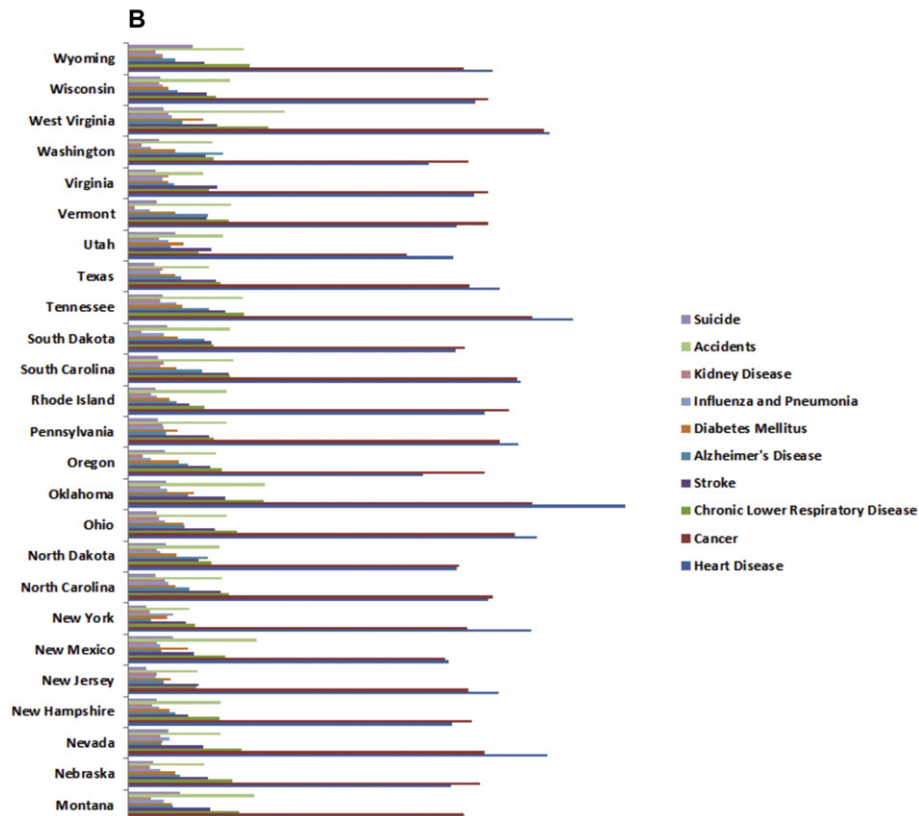 B
Wyoming
Wisconsin
West Virginia
Washington
Virginia
Vermont
Utah
Texas
Tennessee
South Dakota
South Carolina
Rhode Island
Pennsylvania
Oregon
Oklahoma
Ohio
North Dakota
North Carolina
New York
New Mexico
New Jersey
New Hampshire
Nevada
Nebraska
Montana
Suicide
Accidents
Kidney Disease
Influenza and Pneumonia
Diabetes Mellitus
Alzheimer's Disease
Stroke
Chronic Lower Respiratory Disease
Cancer
Heart Disease